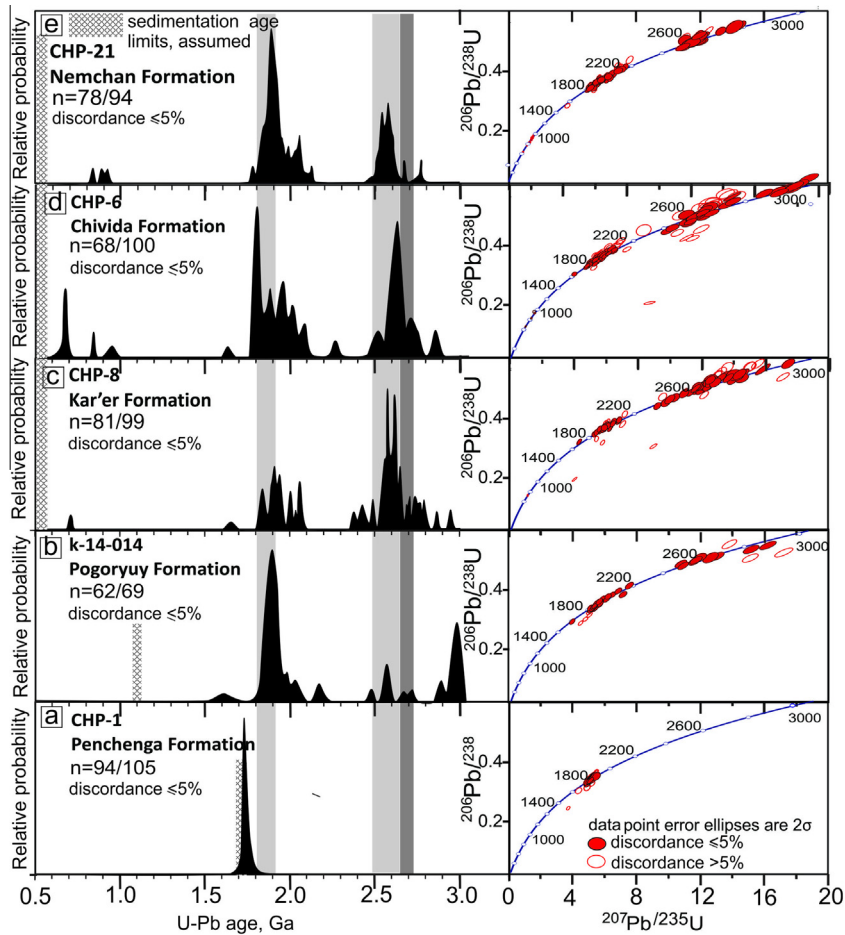 e
sedimentation age
limits, assumed
CHP-21
Nemchan Formation
n=78/94
discordance ⩽5%
Relative probability
d
CHP-6
Chivida Formation
n=68/100
discordance ⩽5%
Relative probability
c
CHP-8
Kar'er Formation
n=81/99
discordance ⩽5%
Relative probability
b
k-14-014
Pogoryuy Formation
n=62/69
discordance ⩽5%
Relative probability
a
CHP-1
Penchenga Formation
n=94/105
discordance ⩽5%
Relative probability
0.5 1.0 1.5 2.0 2.5 3.0
U-Pb age, Ga
206Pb/238U
0.4
0.2
1000
1400
1800
2200
2600
3000
206Pb/238U
0.4
0.2
1000
1400
1800
2200
2600
3000
206Pb/238U
0.4
0.2
1000
1400
1800
2200
2600
3000
206Pb/238U
0.4
0.2
1000
1400
1800
2200
2600
3000
206Pb/238
0.4
0.2
1000
1400
1800
2200
2600
3000
data point error ellipses are 2σ
discordance ≤5%
discordance >5%
0 4 8 12 16 20
207Pb/235U